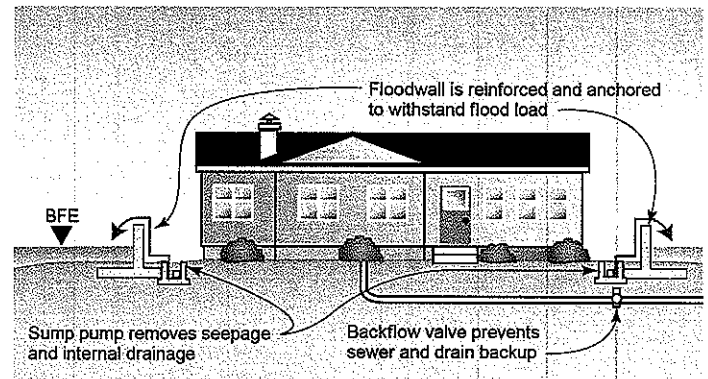 Floodwall is reinforced and anchored
to withstand flood load
BFE
Sump pump removes seepage
and internal drainage
Backflow valve prevents
sewer and drain backup